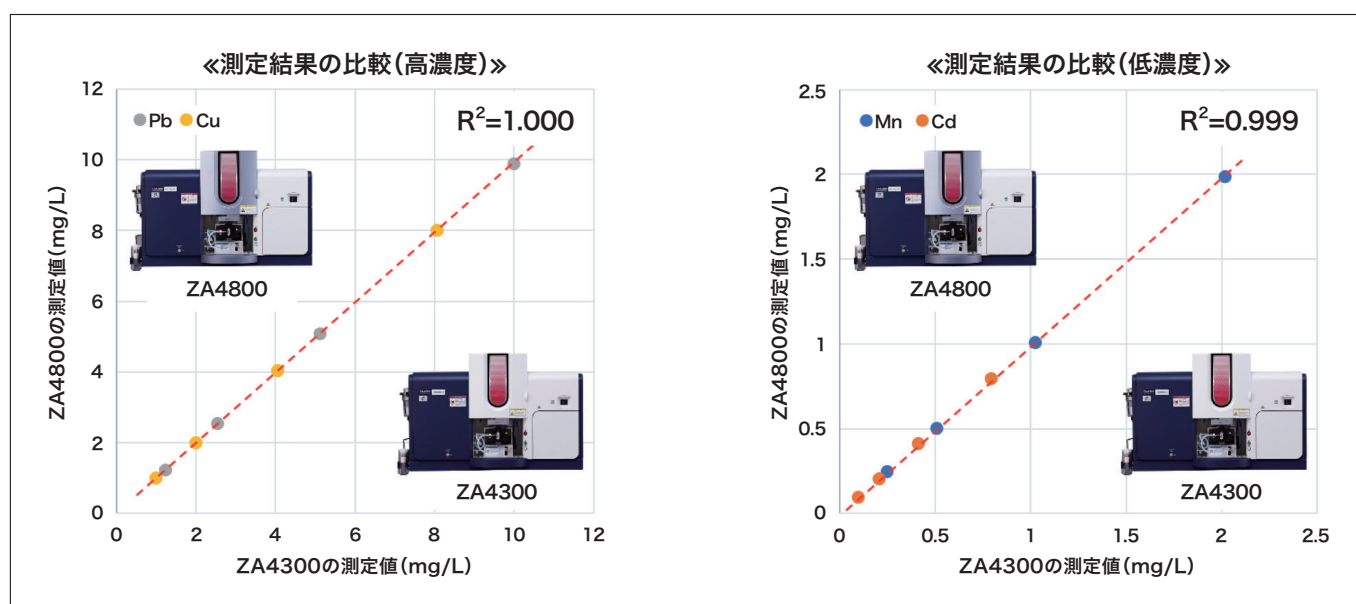 ≪測定結果の比較(高濃度)≫
Pb Cu
R²=1.000
ZA4800の測定値(mg/L)
12
10
8
6
4
2
0
ZA4800
ZA4300
0 2 4 6 8 10 12
ZA4300の測定値(mg/L)
≪測定結果の比較(低濃度)≫
Mn Cd
R²=0.999
ZA4800の測定値(mg/L)
2.5
2
1.5
1
0.5
0
ZA4800
ZA4300
0 0.5 1 1.5 2 2.5
ZA4300の測定値(mg/L)